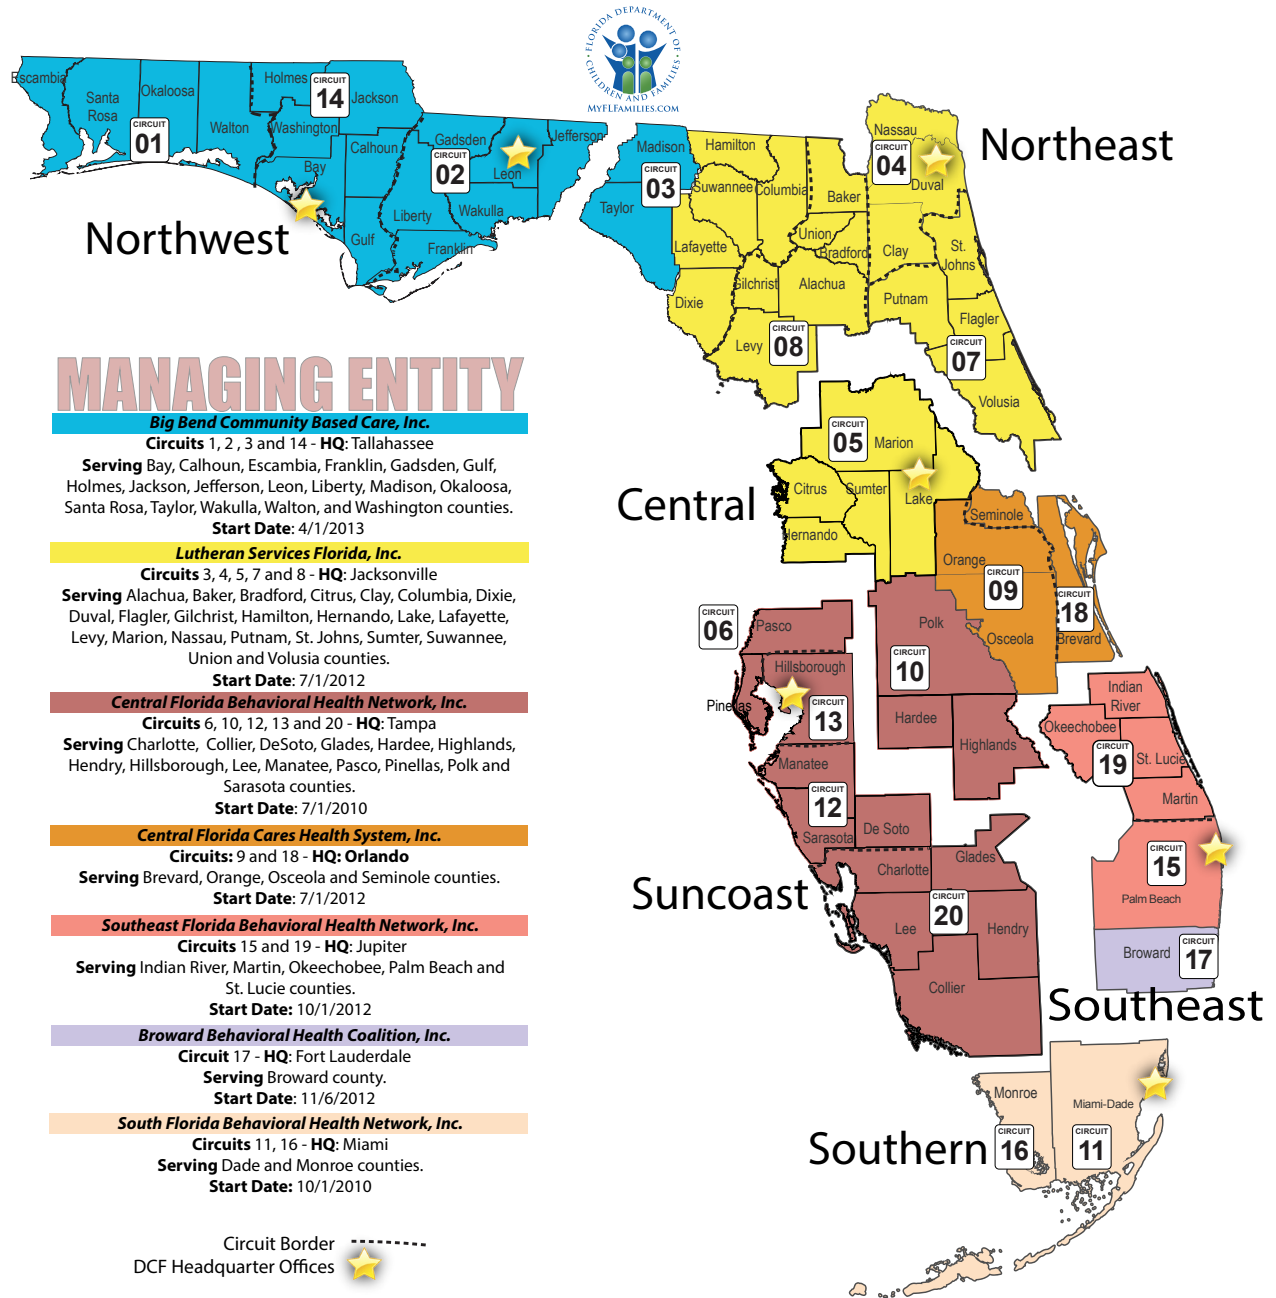 FLORIDA DEPARTMENT OF
CHILDREN AND FAMILIES
MYFLFAMILIES.COM
Escambia
Santa
Rosa
Okaloosa
Walton
CIRCUIT
01
Holmes
CIRCUIT
14
Jackson
Washington
Bay
Calhoun
Gulf
Liberty
Gadsden
CIRCUIT
02
Leon
Jefferson
Wakulla
Franklin
Northwest
Madison
CIRCUIT
03
Taylor
Hamilton
Suwannee
Columbia
Lafayette
Dixie
Gilchrist
Levy
CIRCUIT
08
Alachua
Union
Bradford
Baker
Nassau
CIRCUIT
04
Duval
Northeast
Clay
St.
Johns
Putnam
Flagler
CIRCUIT
07
Volusia
CIRCUIT
05
Marion
Citrus
Sumter
Lake
Hernando
Central
Seminole
Orange
CIRCUIT
09
Osceola
CIRCUIT
18
Brevard
CIRCUIT
06
Pasco
Pinellas
Hillsborough
CIRCUIT
13
Polk
CIRCUIT
10
Hardee
Highlands
Manatee
CIRCUIT
12
Sarasota
De Soto
Charlotte
Glades
CIRCUIT
20
Lee
Hendry
Collier
Suncoast
Indian
River
Okeechobee
CIRCUIT
19
St. Lucie
Martin
CIRCUIT
15
Palm Beach
Broward
CIRCUIT
17
Southeast
Monroe
CIRCUIT
16
Miami-Dade
CIRCUIT
11
Southern
MANAGING ENTITY
Big Bend Community Based Care, Inc.
Circuits 1, 2 , 3 and 14 - HQ: Tallahassee
Serving Bay, Calhoun, Escambia, Franklin, Gadsden, Gulf,
Holmes, Jackson, Jefferson, Leon, Liberty, Madison, Okaloosa,
Santa Rosa, Taylor, Wakulla, Walton, and Washington counties.
Start Date: 4/1/2013
Lutheran Services Florida, Inc.
Circuits 3, 4, 5, 7 and 8 - HQ: Jacksonville
Serving Alachua, Baker, Bradford, Citrus, Clay, Columbia, Dixie,
Duval, Flagler, Gilchrist, Hamilton, Hernando, Lake, Lafayette,
Levy, Marion, Nassau, Putnam, St. Johns, Sumter, Suwannee,
Union and Volusia counties.
Start Date: 7/1/2012
Central Florida Behavioral Health Network, Inc.
Circuits 6, 10, 12, 13 and 20 - HQ: Tampa
Serving Charlotte, Collier, DeSoto, Glades, Hardee, Highlands,
Hendry, Hillsborough, Lee, Manatee, Pasco, Pinellas, Polk and
Sarasota counties.
Start Date: 7/1/2010
Central Florida Cares Health System, Inc.
Circuits: 9 and 18 - HQ: Orlando
Serving Brevard, Orange, Osceola and Seminole counties.
Start Date: 7/1/2012
Southeast Florida Behavioral Health Network, Inc.
Circuits 15 and 19 - HQ: Jupiter
Serving Indian River, Martin, Okeechobee, Palm Beach and
St. Lucie counties.
Start Date: 10/1/2012
Broward Behavioral Health Coalition, Inc.
Circuit 17 - HQ: Fort Lauderdale
Serving Broward county.
Start Date: 11/6/2012
South Florida Behavioral Health Network, Inc.
Circuits 11, 16 - HQ: Miami
Serving Dade and Monroe counties.
Start Date: 10/1/2010
Circuit Border
DCF Headquarter Offices